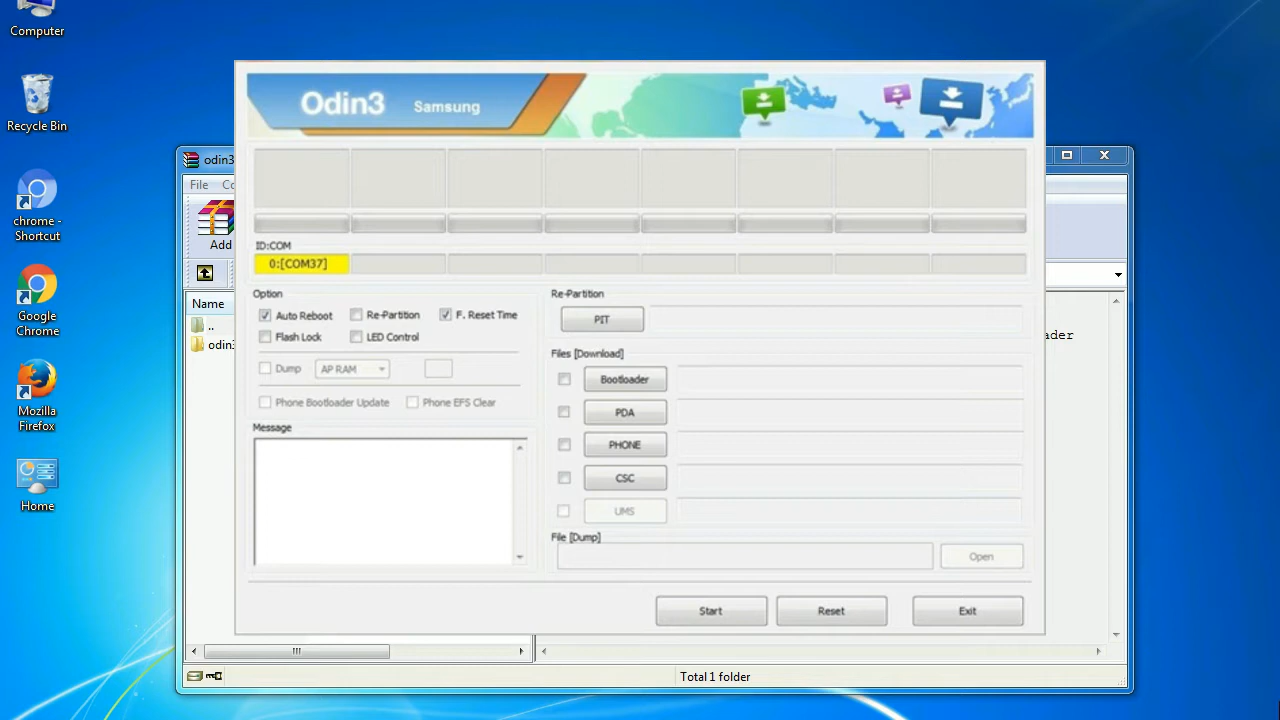 Computer
Recycle Bin
chrome -
Shortcut
Google
Chrome
Mozilla
Firefox
Home
odin3
File Co
Add
Name
..
odin3
ader
Total 1 folder
Odin3 Samsung
ID:COM
0:[COM37]
Option
Auto Reboot Re-Partition F. Reset Time
Flash Lock LED Control
Dump AP RAM
Phone Bootloader Update Phone EFS Clear
Message
Re-Partition
PIT
Files [Download]
Bootloader
PDA
PHONE
CSC
UMS
File [Dump]
Open
Start Reset Exit